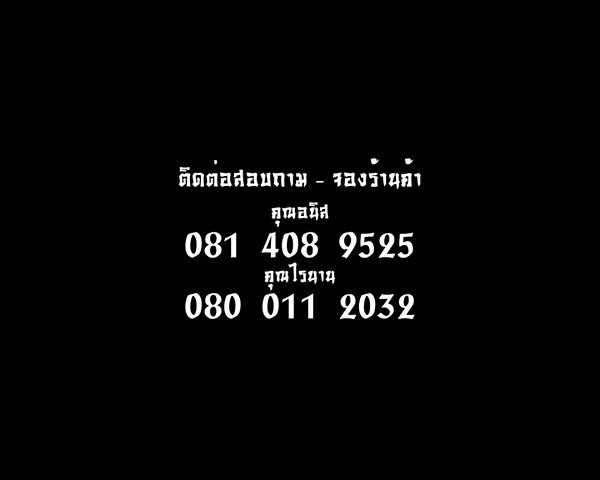 ติดต่อสอบถาม - จองร้านค้า
คุณอนิส
081 408 9525
คุณไรนาน
080 011 2032